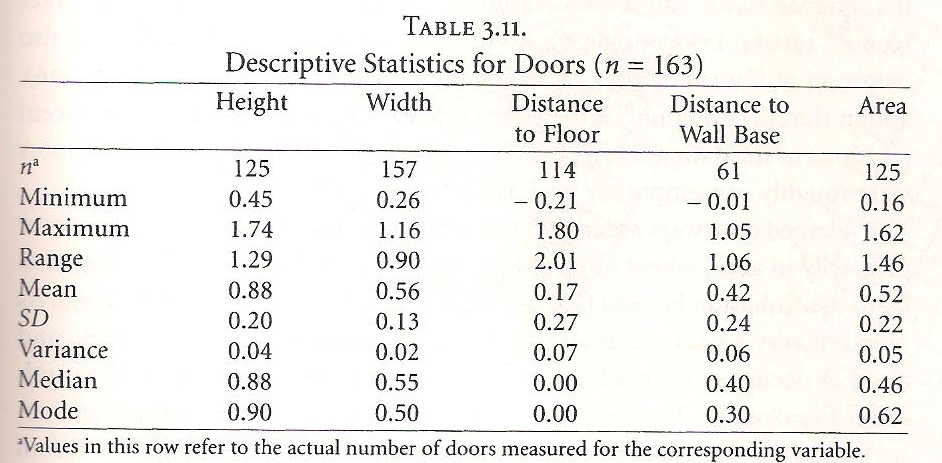 TABLE 3.11.
Descriptive Statistics for Doors (n = 163)
Height Width Distance to Floor Distance to Wall Base Area
nª 125 157 114 61 125
Minimum 0.45 0.26 – 0.21 – 0.01 0.16
Maximum 1.74 1.16 1.80 1.05 1.62
Range 1.29 0.90 2.01 1.06 1.46
Mean 0.88 0.56 0.17 0.42 0.52
SD 0.20 0.13 0.27 0.24 0.22
Variance 0.04 0.02 0.07 0.06 0.05
Median 0.88 0.55 0.00 0.40 0.46
Mode 0.90 0.50 0.00 0.30 0.62
ªValues in this row refer to the actual number of doors measured for the corresponding variable.